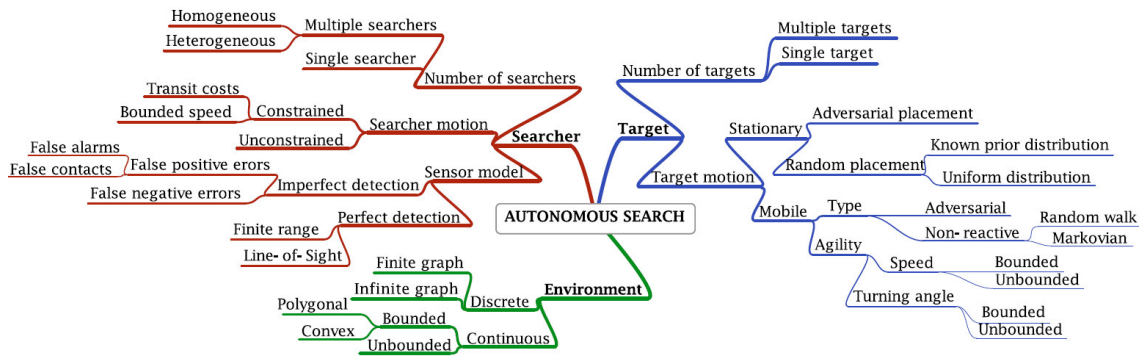 Homogeneous
Heterogeneous
Multiple searchers
Single searcher
Number of searchers
Transit costs
Bounded speed
Constrained
Unconstrained
Searcher motion
Searcher
False alarms
False contacts
False positive erors
False negative errors
Imperfect detection
Sensor model
Finite range
Line-of-Sight
Perfect detection
AUTONOMOUS SEARCH
Finite graph
Infinite graph
Discrete
Environment
Polygonal
Convex
Bounded
Unbounded
Continuous
Multiple targets
Single target
Number of targets
Target
Target motion
Stationary
Adversarial placement
Random placement
Known prior distribution
Uniform distribution
Mobile
Type
Adversarial
Non-reactive
Random walk
Markovian
Agility
Speed
Bounded
Unbounded
Turning angle
Bounded
Unbounded